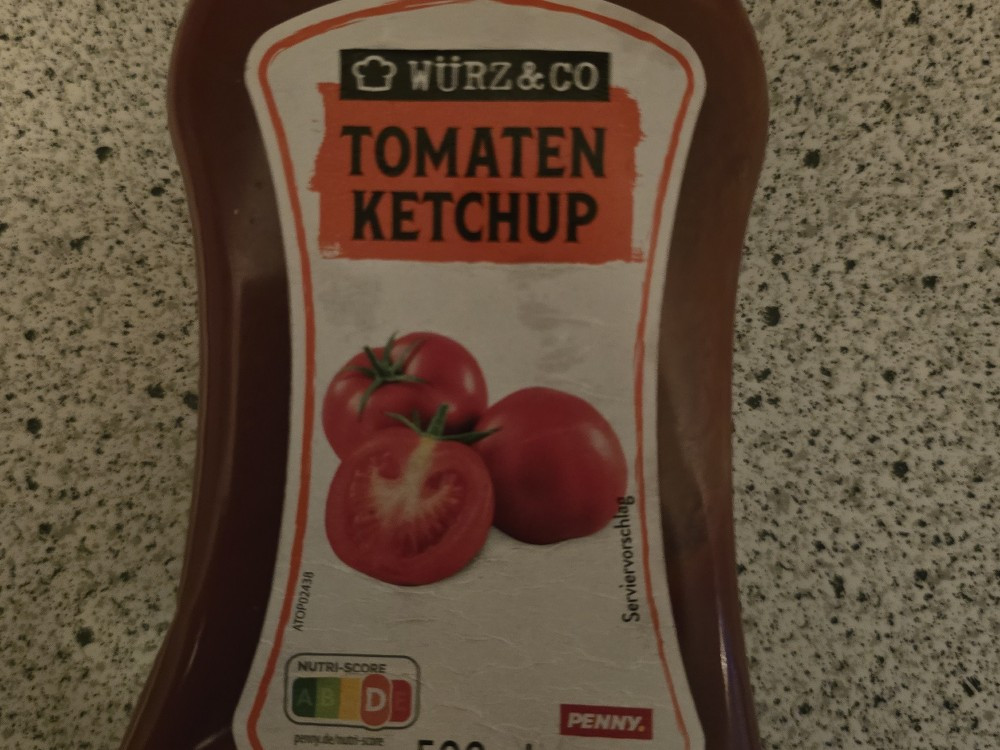 WÜRZ & CO
TOMATEN
KETCHUP
Serviervorschlag
ATOP02438
NUTRI-SCORE
A B D E
penny.de/nutri-score
PENNY.